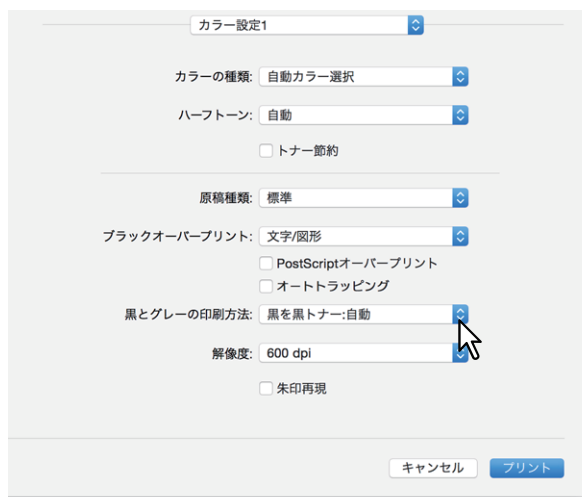 カラー設定1
カラーの種類: 自動カラー選択
ハーフトーン: 自動
トナー節約
原稿種類: 標準
ブラックオーバープリント: 文字/図形
PostScriptオーバープリント
オートトラッピング
黒とグレーの印刷方法: 黒を黒トナー:自動
解像度: 600 dpi
朱印再現
キャンセル プリント